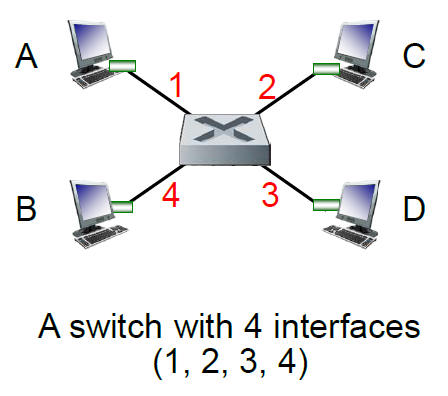 A
C
1
2
B
4
3
D
A switch with 4 interfaces
(1, 2, 3, 4)